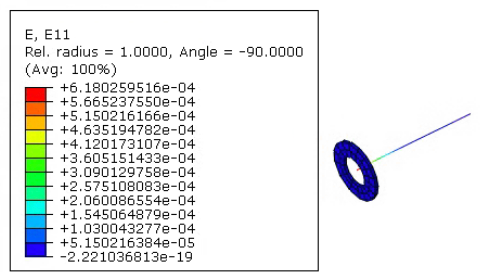 E, E11
Rel. radius = 1.0000, Angle = -90.0000
(Avg: 100%)
+6.180259516e-04
+5.665237550e-04
+5.150216166e-04
+4.635194782e-04
+4.120173107e-04
+3.605151433e-04
+3.090129758e-04
+2.575108083e-04
+2.060086554e-04
+1.545064879e-04
+1.030043277e-04
+5.150216384e-05
-2.221036813e-19